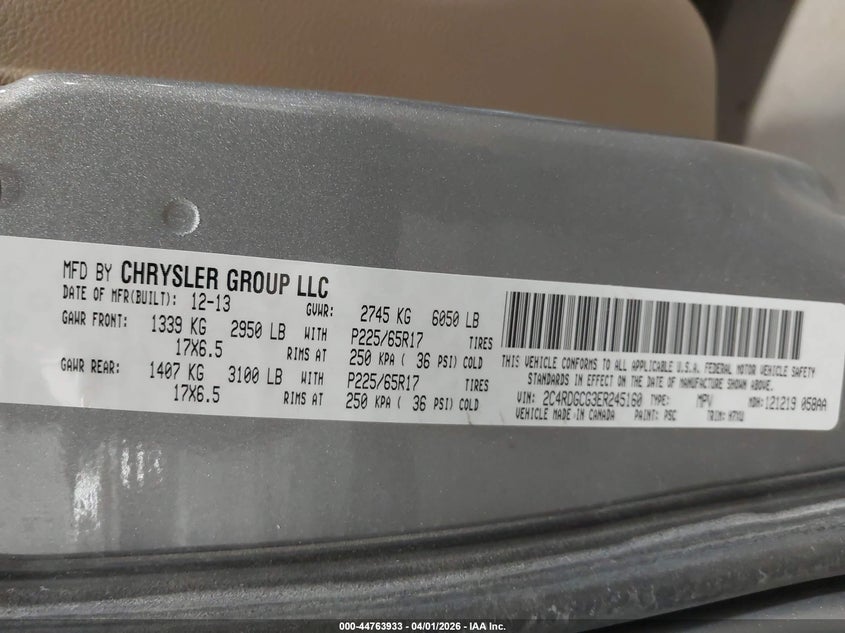 MFD BY CHRYSLER GROUP LLC
DATE OF MFR(BUILT): 12-13 GVWR: 2745 KG 6050 LB
GAWR FRONT: 1339 KG 2950 LB WITH P225/65R17 TIRES
17X6.5 RIMS AT 250 KPA ( 36 PSI) COLD
GAWR REAR: 1407 KG 3100 LB WITH P225/65R17 TIRES
17X6.5 RIMS AT 250 KPA ( 36 PSI) COLD
THIS VEHICLE CONFORMS TO ALL APPLICABLE U.S.A. FEDERAL MOTOR VEHICLE SAFETY
STANDARDS IN EFFECT ON THE DATE OF MANUFACTURE SHOWN ABOVE.
VIN: 2C4RDGCG3ER245160 TYPE: MPV MDH:121219 058AA
VEHICLE MADE IN CANADA PAINT: PSC TRIM:
000-44763933 - 04/01/2026 - IAA Inc.